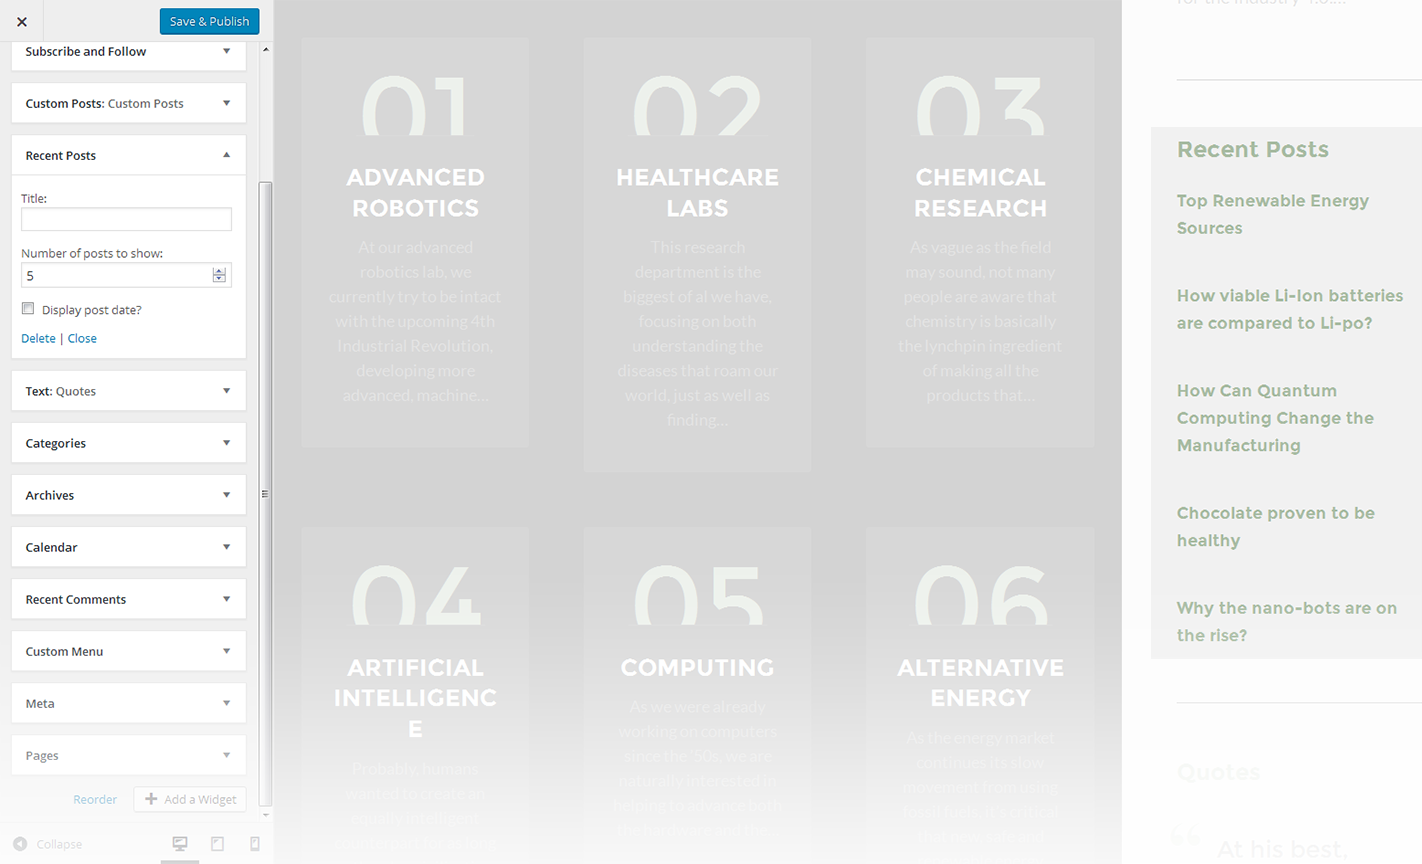 Save & Publish
Subscribe and Follow
Custom Posts: Custom Posts
Recent Posts
Title:
Number of posts to show:
5
Display post date?
Delete | Close
Text: Quotes
Categories
Archives
Calendar
Recent Comments
Custom Menu
Meta
Pages
Reorder
Add a Widget
Collapse
01
ADVANCED
ROBOTICS
At our advanced
robotics lab, we
currently try to be intact
with the upcoming 4th
Industrial Revolution,
developing more
advanced, machine...
02
HEALTHCARE
LABS
This research
department is the
biggest of al we have,
focusing on both
understanding the
diseases that roam our
world, just as well as
finding...
03
CHEMICAL
RESEARCH
As vague as the field
may sound, not many
people are aware that
chemistry is basically
the lynchpin ingredient
of making all the
products that...
04
ARTIFICIAL
INTELLIGENC
E
Probably, humans
wanted to create an
equally intelligent
05
COMPUTING
As we were already
working on computers
since the '50s, we are
naturally interested in
helping to advance both
06
ALTERNATIVE
ENERGY
As the energy market
continues its slow
movement from using
for the industry 4.0....
Recent Posts
Top Renewable Energy
Sources
How viable Li-Ion batteries
are compared to Li-po?
How Can Quantum
Computing Change the
Manufacturing
Chocolate proven to be
healthy
Why the nano-bots are on
the rise?
Quotes
“ At his best,